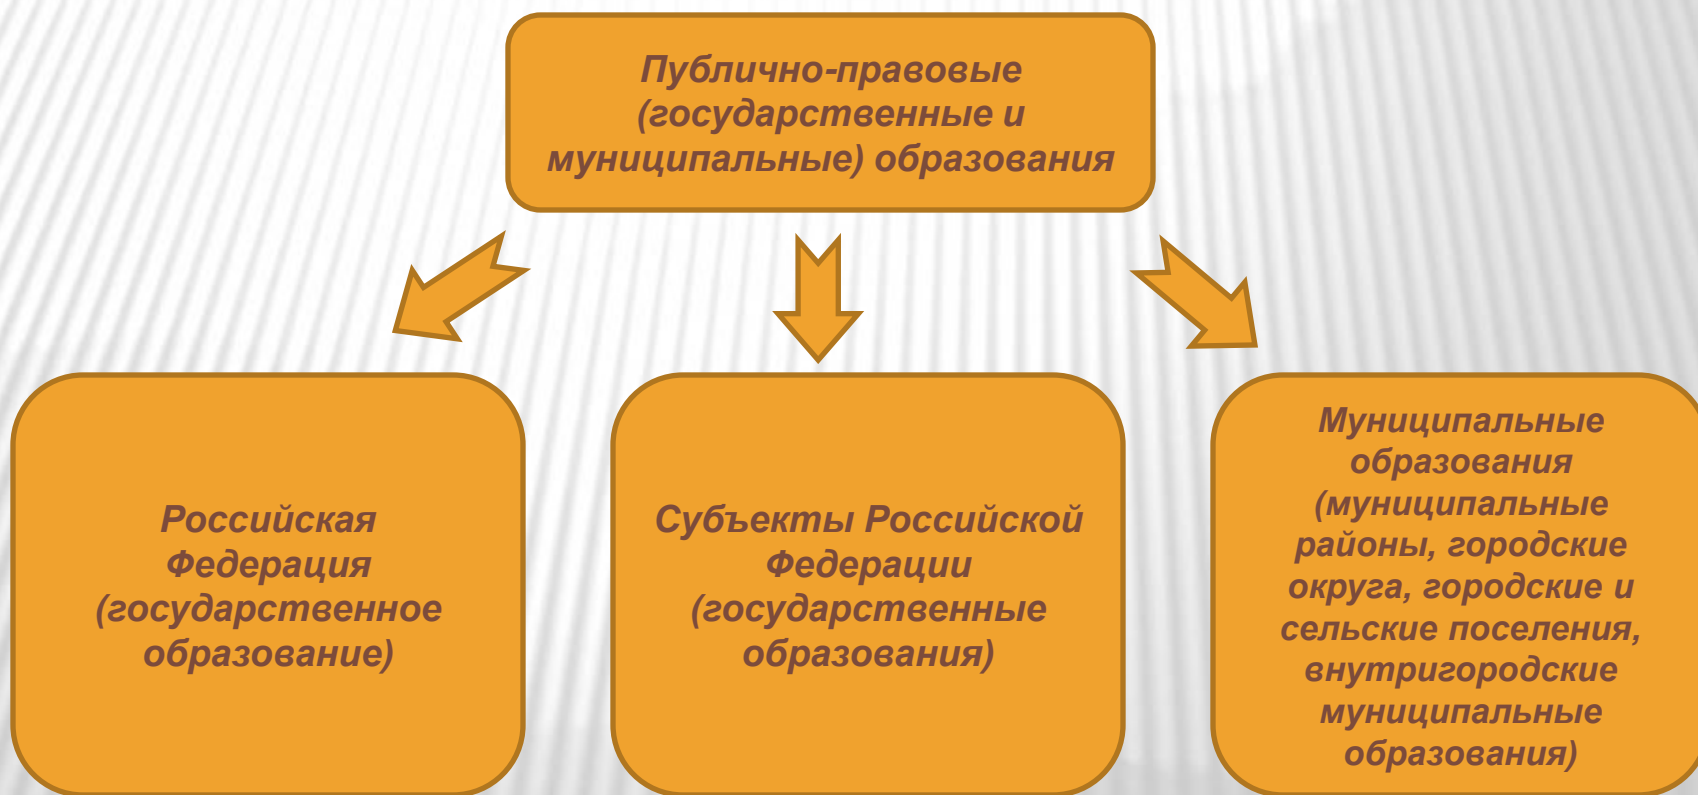 Публично-правовые
(государственные и
муниципальные) образования
Российская
Федерация
(государственное
образование)
Субъекты Российской
Федерации
(государственные
образования)
Муниципальные
образования
(муниципальные
районы, городские
округа, городские и
сельские поселения,
внутригородские
муниципальные
образования)